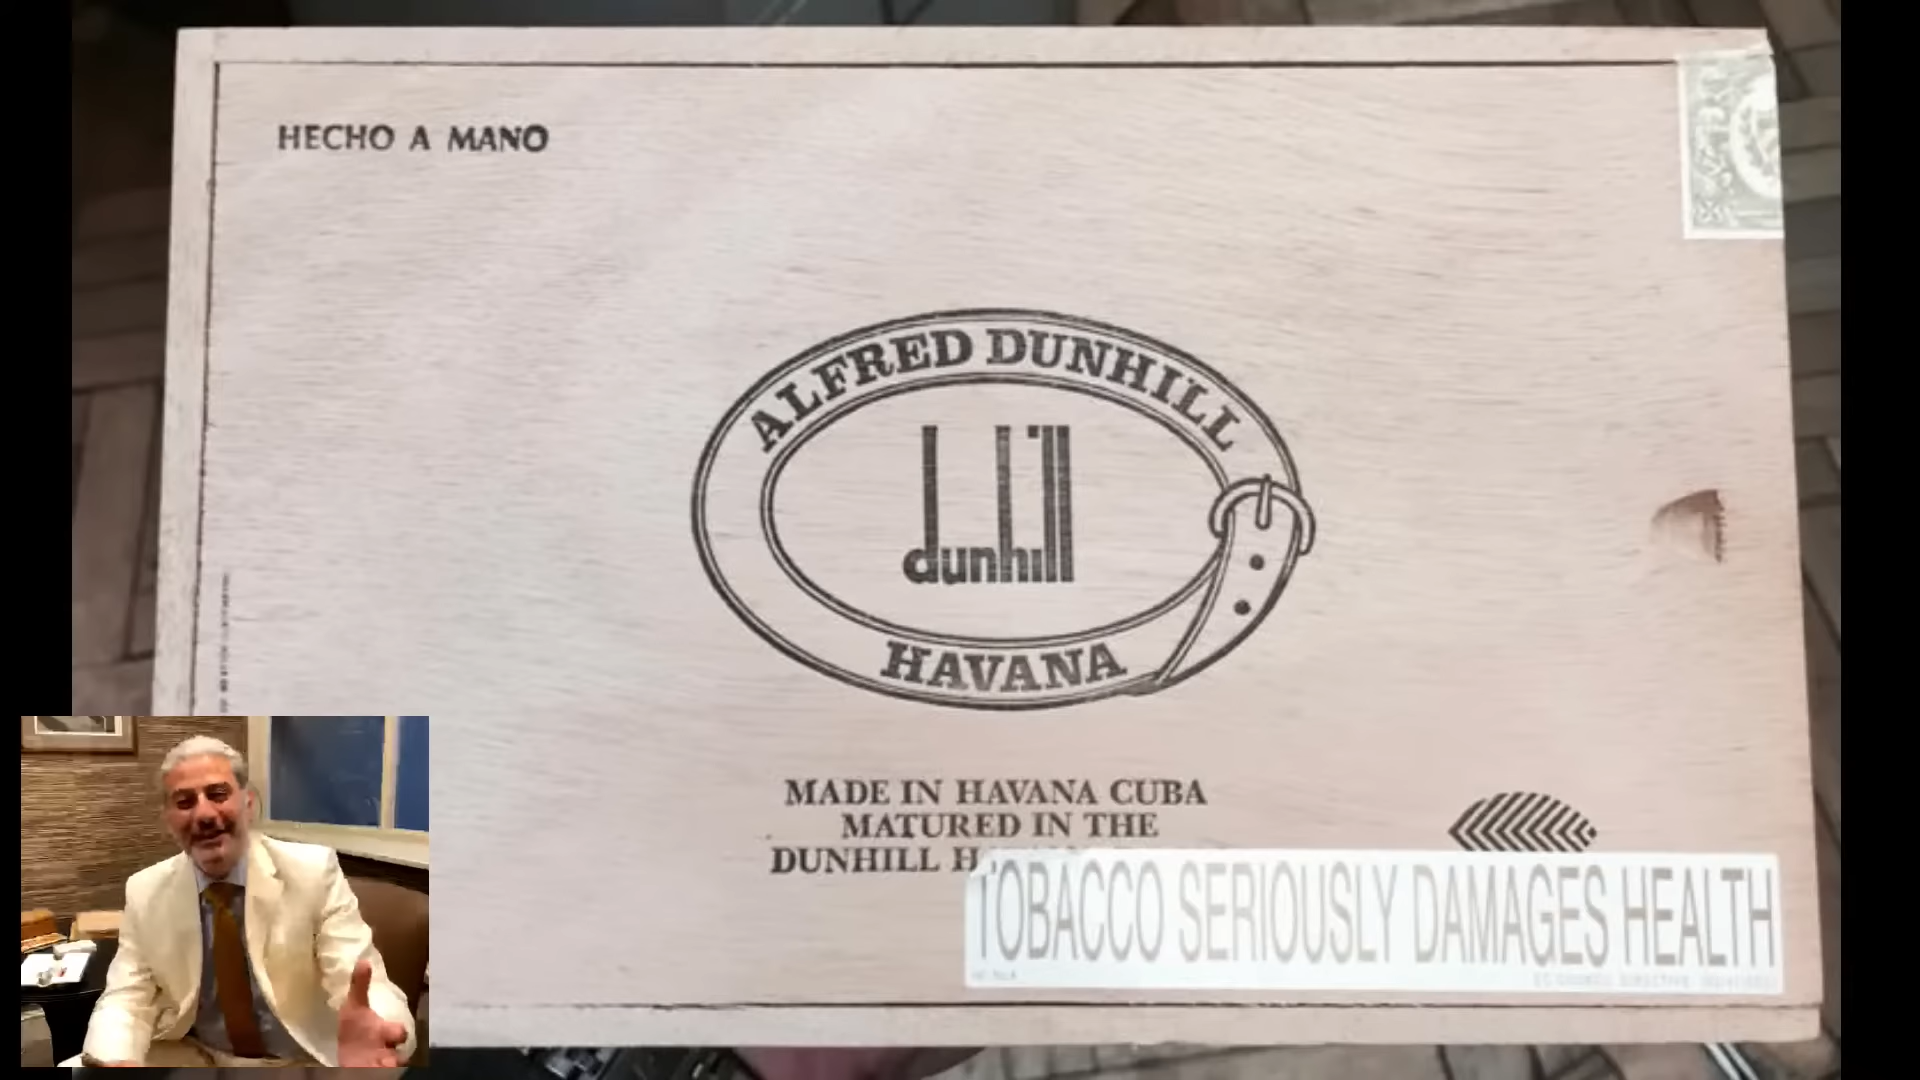 HECHO A MANO
ALFRED DUNHILL
dunhill
HAVANA
MADE IN HAVANA CUBA
MATURED IN THE
DUNHILL
TOBACCO SERIOUSLY DAMAGES HEALTH